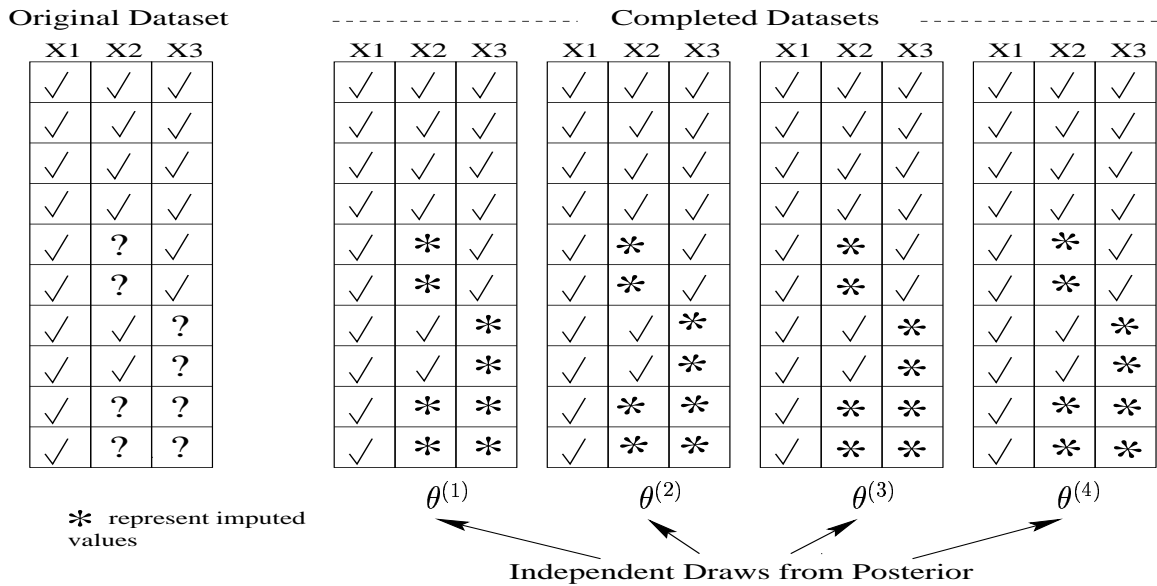 Original Dataset
Completed Datasets
X1 X2 X3 X1 X2 X3 X1 X2 X3 X1 X2 X3 X1 X2 X3
✓ ✓ ✓ ✓ ✓ ✓ ✓ ✓ ✓ ✓ ✓ ✓ ✓ ✓ ✓
✓ ✓ ✓ ✓ ✓ ✓ ✓ ✓ ✓ ✓ ✓ ✓ ✓ ✓ ✓
✓ ✓ ✓ ✓ ✓ ✓ ✓ ✓ ✓ ✓ ✓ ✓ ✓ ✓ ✓
✓ ✓ ✓ ✓ ✓ ✓ ✓ ✓ ✓ ✓ ✓ ✓ ✓ ✓ ✓
✓ ? ✓ ✓ * ✓ ✓ * ✓ ✓ * ✓ ✓ * ✓
✓ ? ✓ ✓ * ✓ ✓ * ✓ ✓ * ✓ ✓ * ✓
✓ ✓ ? ✓ ✓ * ✓ ✓ * ✓ ✓ * ✓ ✓ *
✓ ✓ ? ✓ ✓ * ✓ ✓ * ✓ ✓ * ✓ ✓ *
✓ ? ? ✓ * * ✓ * * ✓ * * ✓ * *
✓ ? ? ✓ * * ✓ * * ✓ * * ✓ * *
θ^(1) θ^(2) θ^(3) θ^(4)
* represent imputed
values
Independent Draws from Posterior